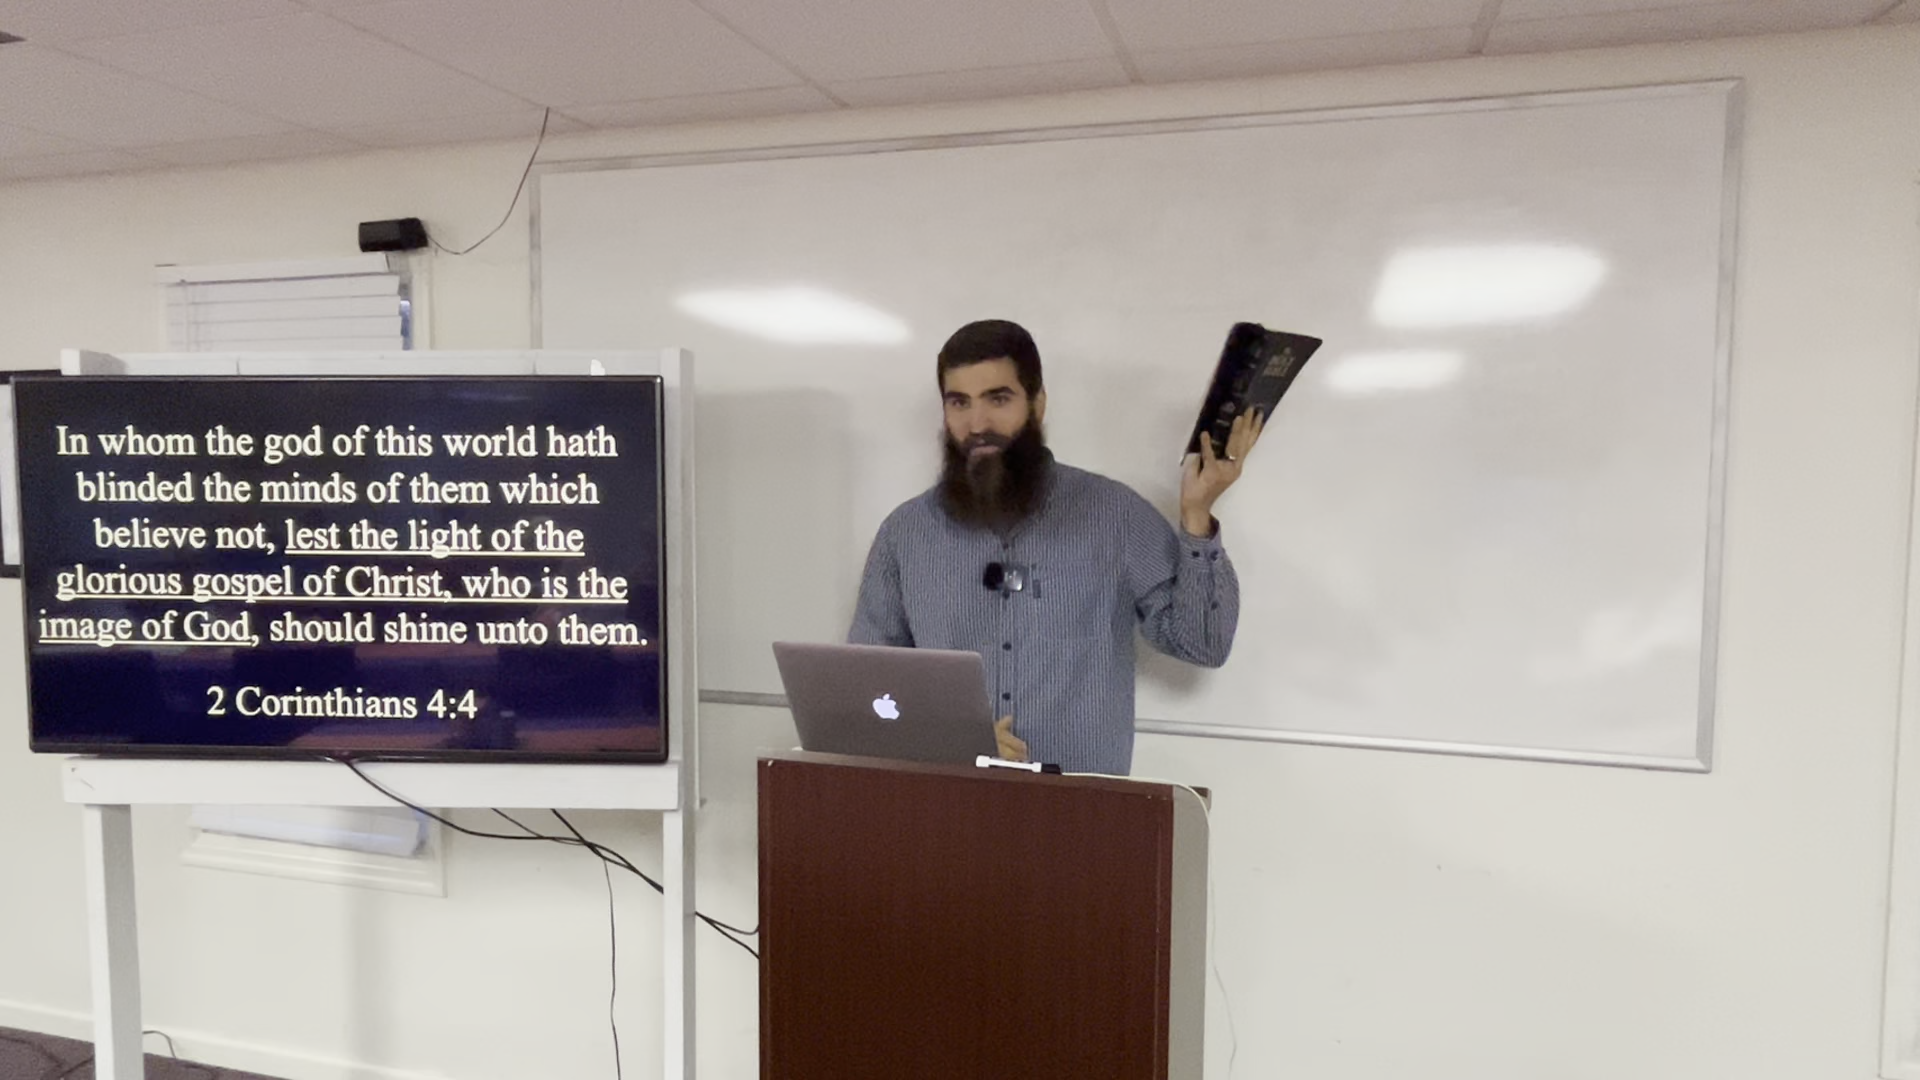 In whom the god of this world hath
blinded the minds of them which
believe not, lest the light of the
glorious gospel of Christ, who is the
image of God, should shine unto them.
2 Corinthians 4:4
HOLY
BIBLE